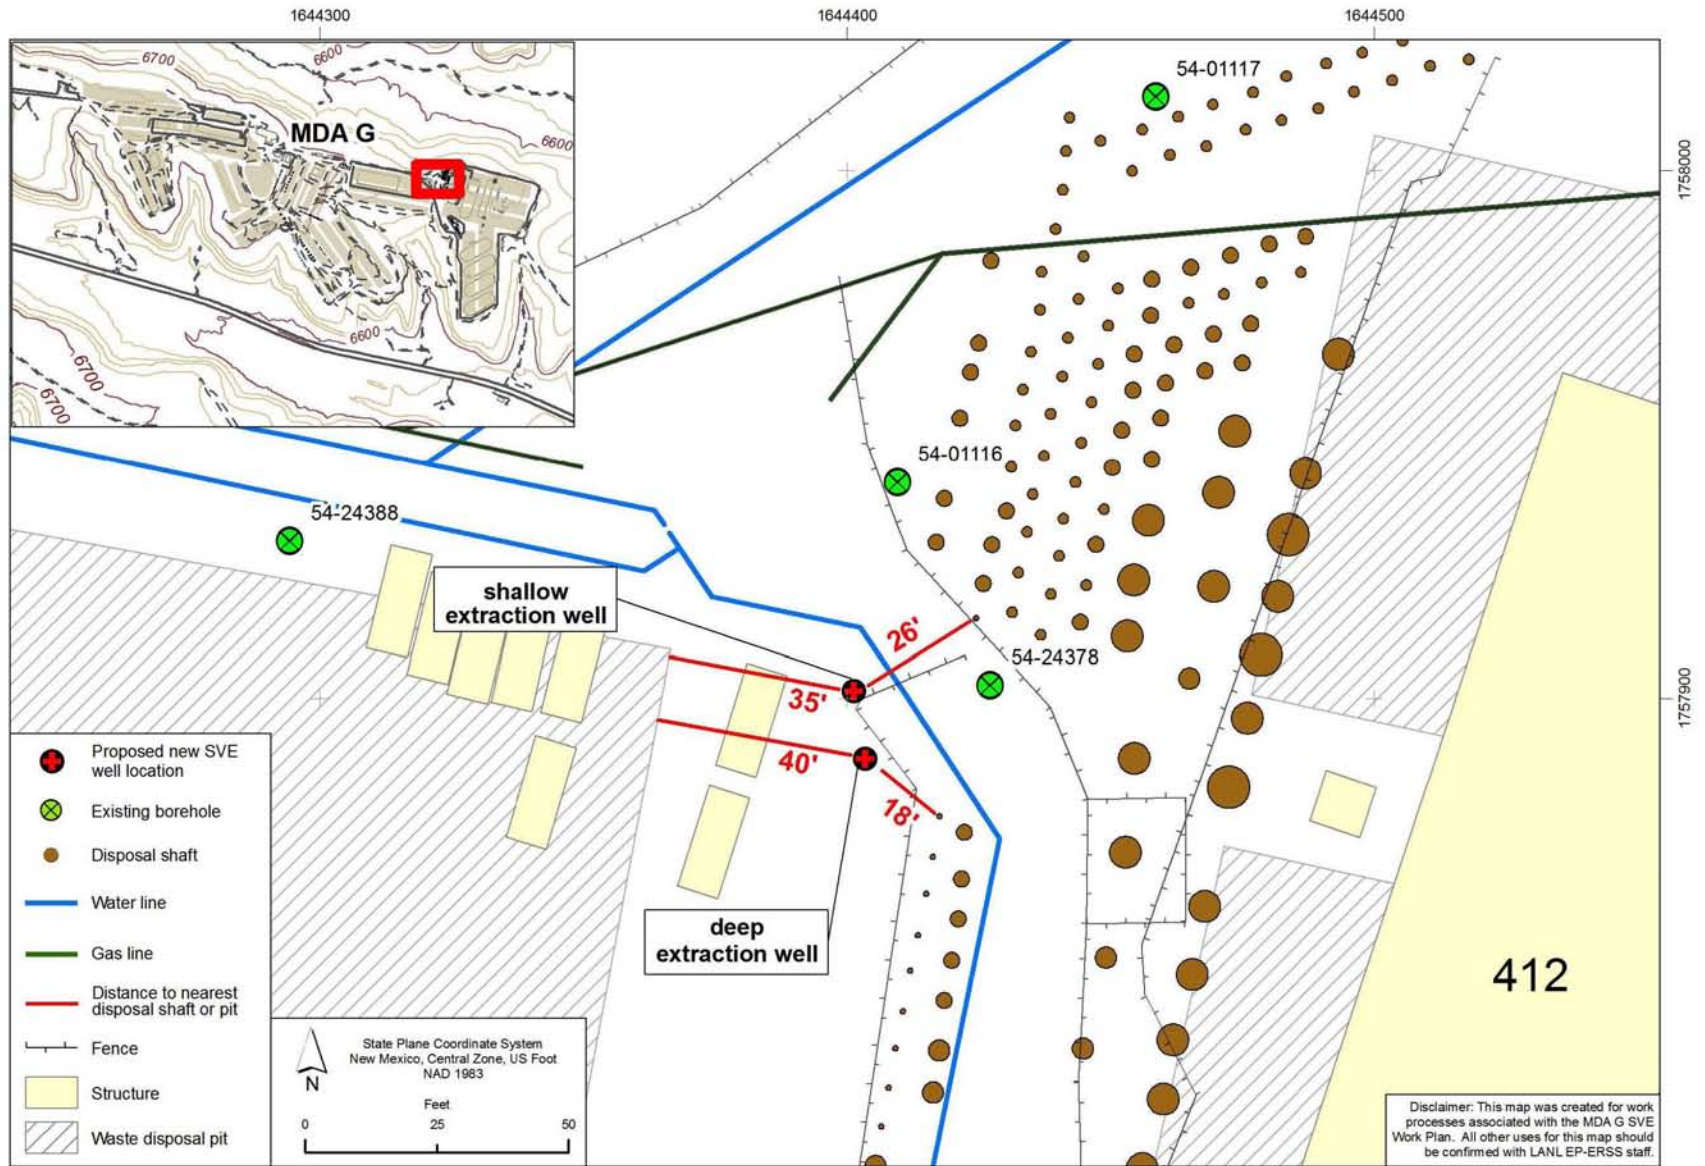 1644300
1644400
1644500
6700
6600
MDA G
6600
6600
6700
6700
54-01117
1758000
54-01116
54-24388
shallow
extraction well
26'
54-24378
35'
1757900
40'
18'
deep
extraction well
412
Proposed new SVE
well location
Existing borehole
Disposal shaft
Water line
Gas line
Distance to nearest
disposal shaft or pit
Fence
Structure
Waste disposal pit
State Plane Coordinate System
New Mexico, Central Zone, US Foot
NAD 1983
N
Feet
0 25 50
Disclaimer: This map was created for work
processes associated with the MDA G SVE
Work Plan. All other uses for this map should
be confirmed with LANL EP-ERSS staff.